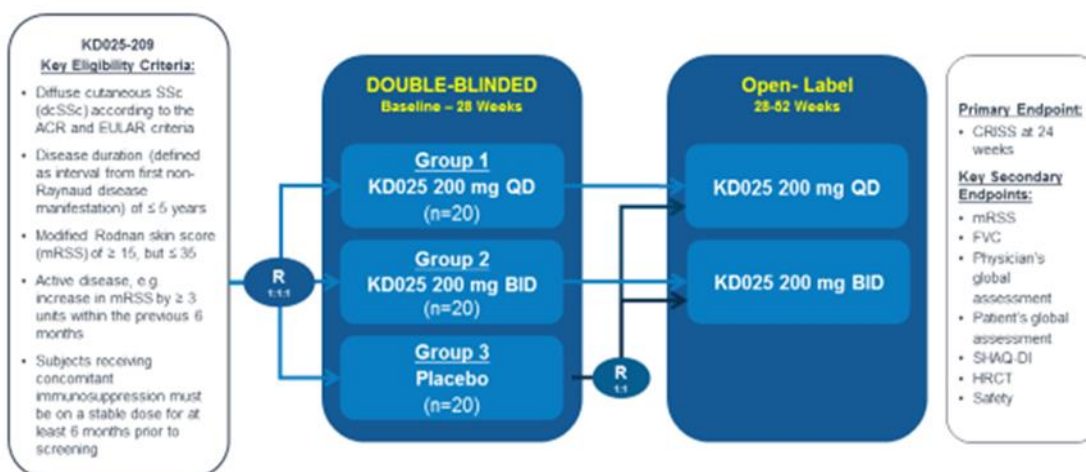 KD025-209
Key Eligibility Criteria:
• Diffuse cutaneous SSc
(dcSSc) according to the
ACR and EULAR criteria
• Disease duration (defined
as interval from first non-
Raynaud disease
manifestation) of ≤ 5 years
• Modified Rodnan skin score
(mRSS) of ≥ 15, but ≤ 35
• Active disease, e.g.
increase in mRSS by ≥ 3
units within the previous 6
months
• Subjects receiving
concomitant
immunosuppression must
be on a stable dose for at
least 6 months prior to
screening
R
1:1:1
DOUBLE-BLINDED
Baseline – 28 Weeks
Group 1
KD025 200 mg QD
(n=20)
Group 2
KD025 200 mg BID
(n=20)
Group 3
Placebo
(n=20)
R
1:1
Open- Label
28-52 Weeks
KD025 200 mg QD
KD025 200 mg BID
Primary Endpoint:
• CRISS at 24
weeks
Key Secondary
Endpoints:
• mRSS
• FVC
• Physician's
global
assessment
• Patient's global
assessment
• SHAQ-DI
• HRCT
• Safety